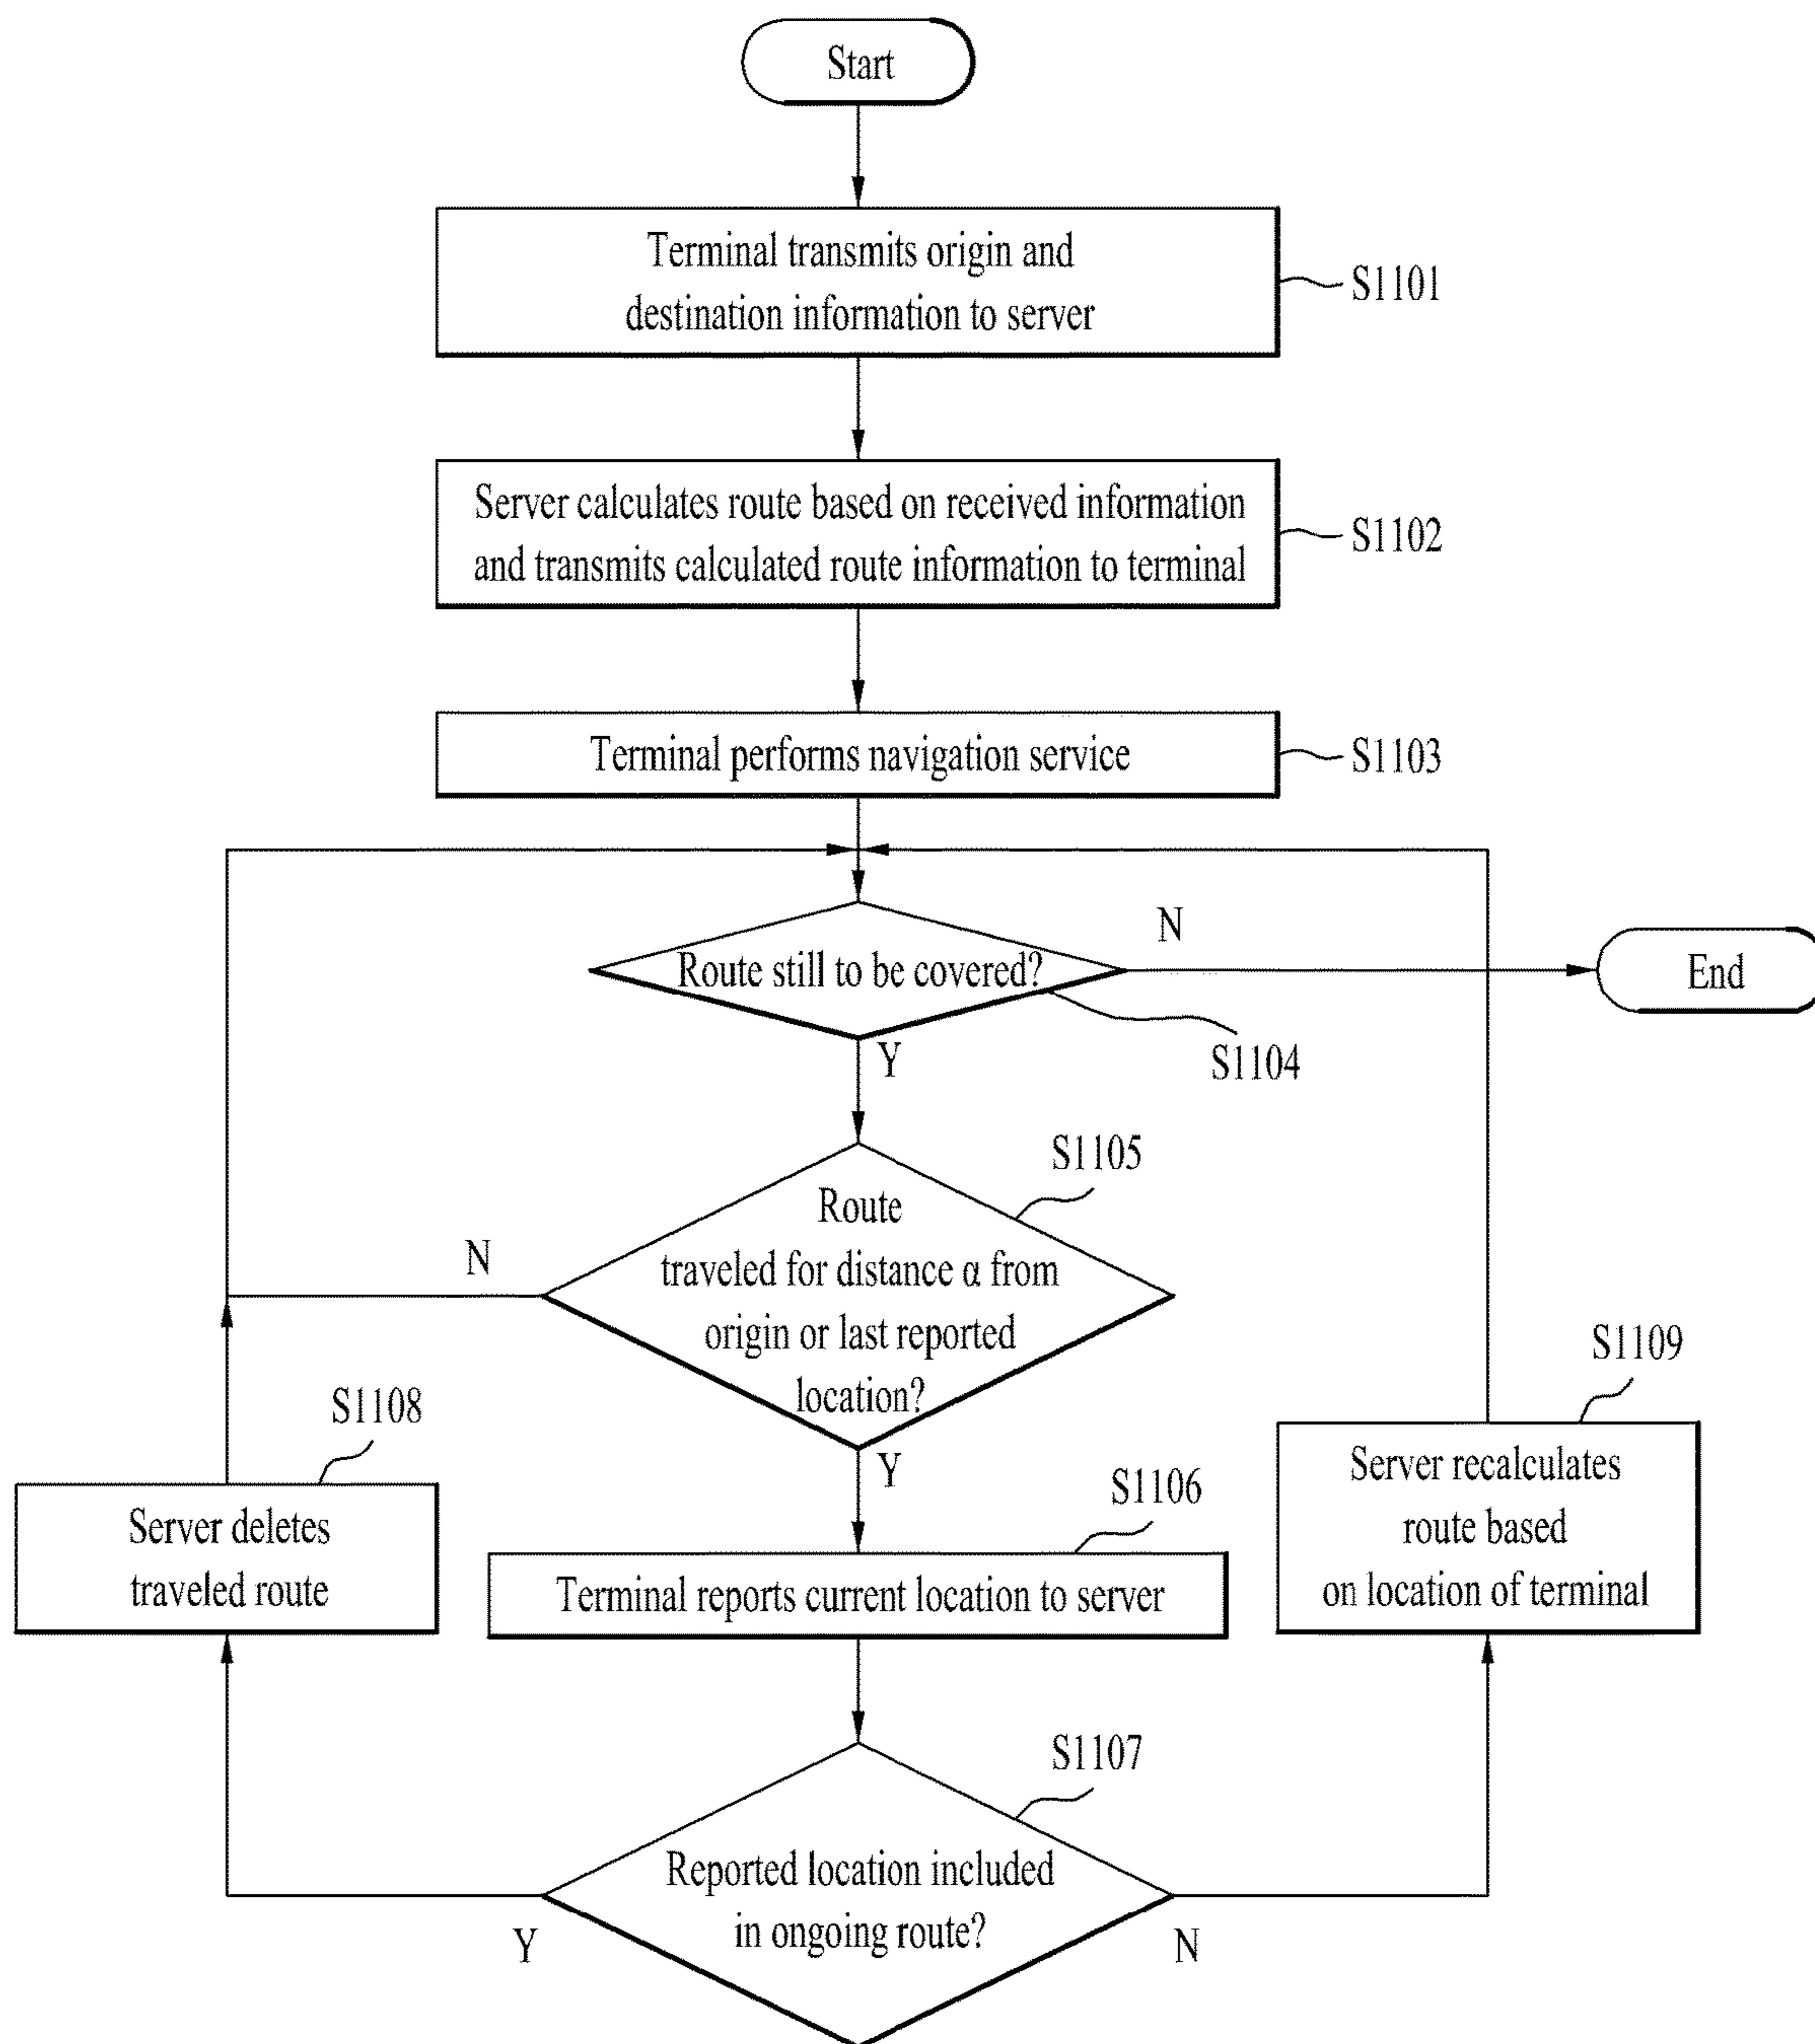 Start
Terminal transmits origin and
destination information to server
S1101
Server calculates route based on received information
and transmits calculated route information to terminal
S1102
Terminal performs navigation service
S1103
Route still to be covered?
N
End
S1104
Y
S1105
Route
traveled for distance α from
origin or last reported
location?
N
Y
S1108
Server deletes
traveled route
S1106
Terminal reports current location to server
S1109
Server recalculates
route based
on location of terminal
S1107
Reported location included
in ongoing route?
Y
N